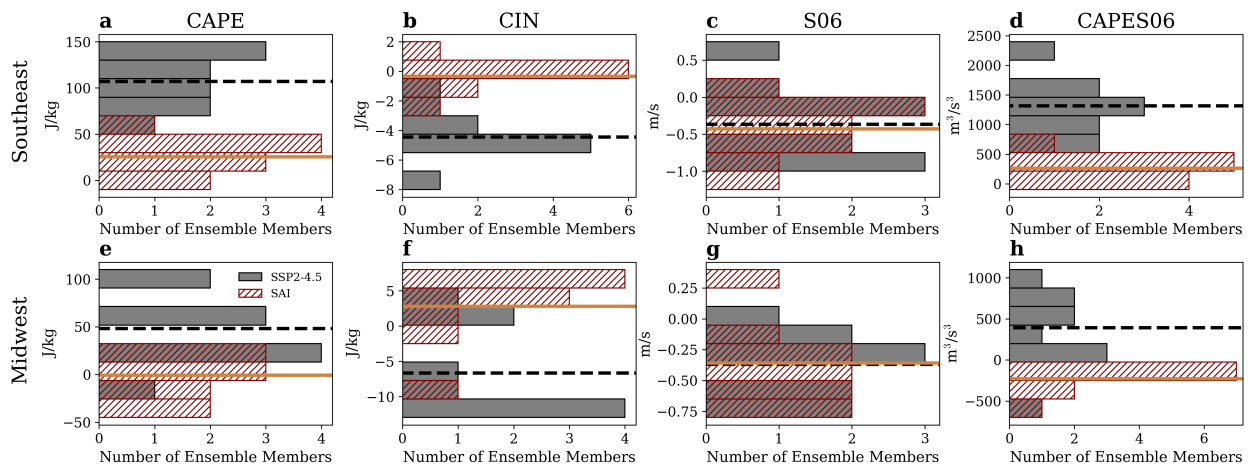 a CAPE
b CIN
c S06
d CAPES06
Southeast
J/kg
150
100
50
0
0 1 2 3 4
Number of Ensemble Members
J/kg
2
0
−2
−4
−6
−8
0 1 2 3 4 5 6
Number of Ensemble Members
m/s
0.5
0.0
−0.5
−1.0
0 1 2 3
Number of Ensemble Members
m³/s³
2500
2000
1500
1000
500
0
0 2 4
Number of Ensemble Members
e
f
g
h
Midwest
J/kg
100
50
0
−50
SSP2-4.5
SAI
0 1 2 3 4
Number of Ensemble Members
J/kg
5
0
−5
−10
0 1 2 3 4
Number of Ensemble Members
m/s
0.25
0.00
−0.25
−0.50
−0.75
0 1 2 3
Number of Ensemble Members
m³/s³
1000
500
0
−500
0 2 4 6
Number of Ensemble Members